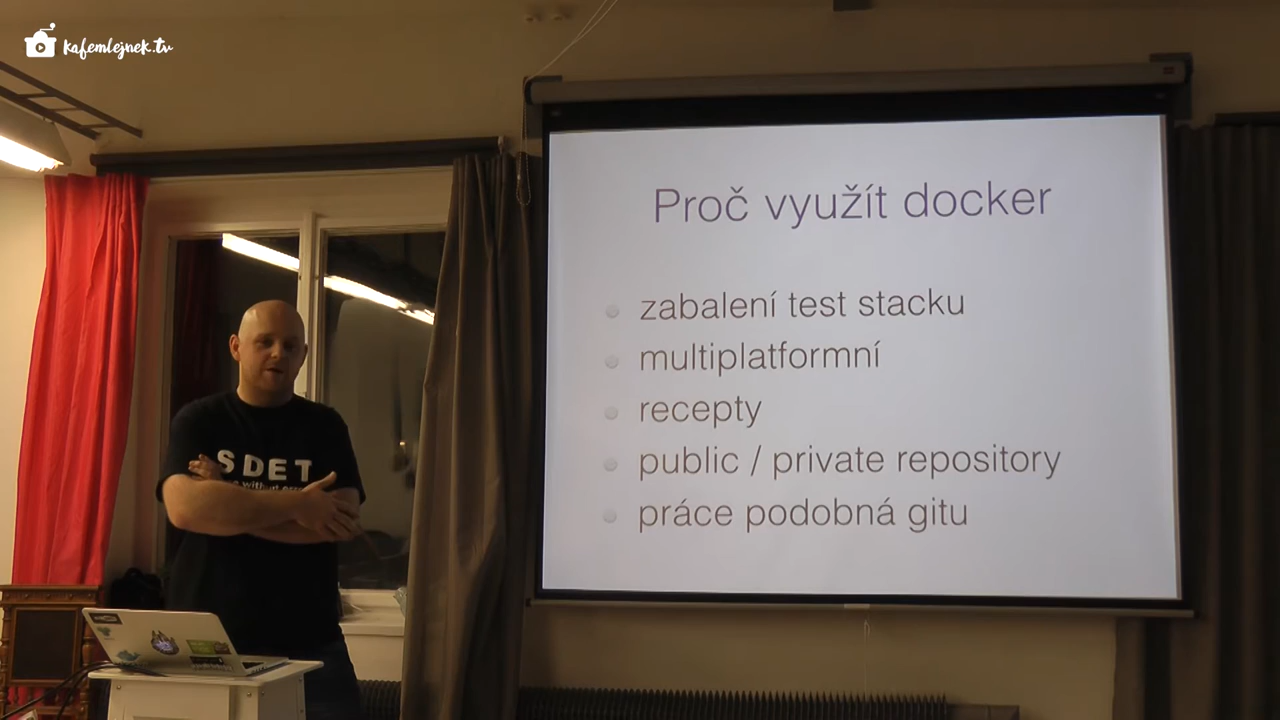 kafemlejnek.tv
Proč využít docker
zabalení test stacku
multiplatformní
recepty
public / private repository
práce podobná gitu
SDET